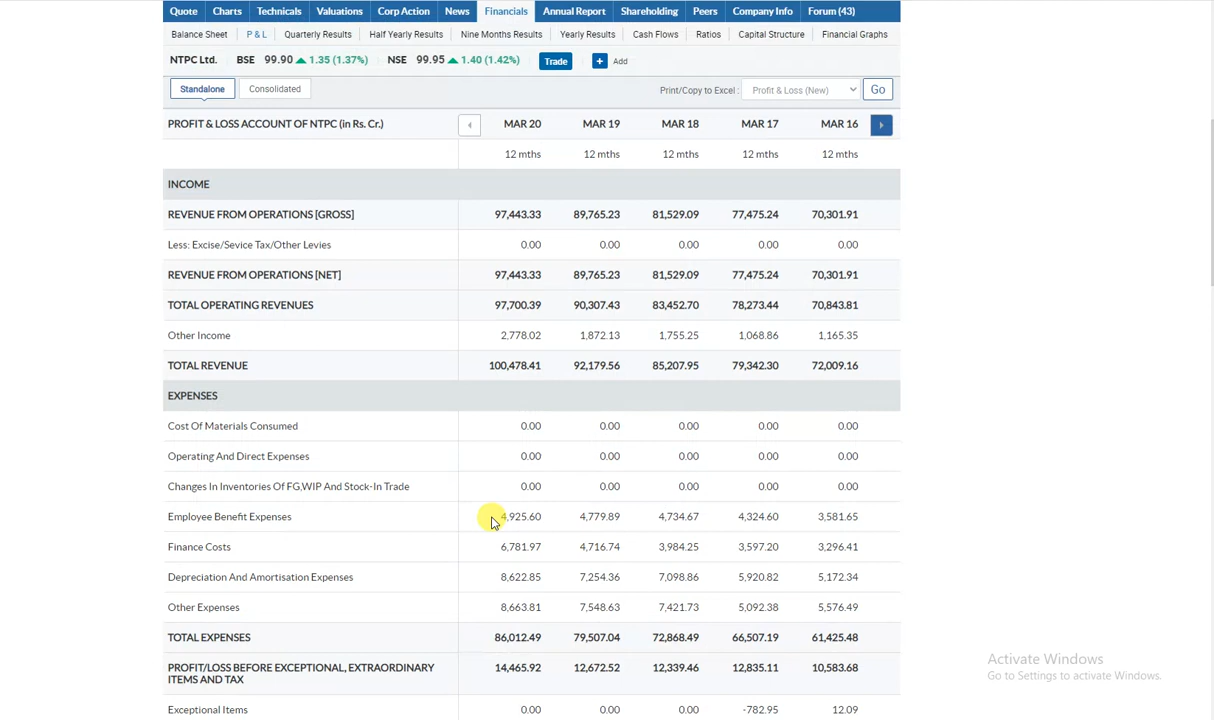 Quote Charts Technicals Valuations Corp Action News Financials Annual Report Shareholding Peers Company Info Forum (43)
Balance Sheet P & L Quarterly Results Half Yearly Results Nine Months Results Yearly Results Cash Flows Ratios Capital Structure Financial Graphs
NTPC Ltd. BSE 99.90 1.35 (1.37%) NSE 99.95 1.40 (1.42%) Trade + Add
Standalone Consolidated Print/Copy to Excel : Profit & Loss (New) Go
PROFIT & LOSS ACCOUNT OF NTPC (in Rs. Cr.) MAR 20 MAR 19 MAR 18 MAR 17 MAR 16
12 mths 12 mths 12 mths 12 mths 12 mths
INCOME
REVENUE FROM OPERATIONS [GROSS] 97,443.33 89,765.23 81,529.09 77,475.24 70,301.91
Less: Excise/Sevice Tax/Other Levies 0.00 0.00 0.00 0.00 0.00
REVENUE FROM OPERATIONS [NET] 97,443.33 89,765.23 81,529.09 77,475.24 70,301.91
TOTAL OPERATING REVENUES 97,700.39 90,307.43 83,452.70 78,273.44 70,843.81
Other Income 2,778.02 1,872.13 1,755.25 1,068.86 1,165.35
TOTAL REVENUE 100,478.41 92,179.56 85,207.95 79,342.30 72,009.16
EXPENSES
Cost Of Materials Consumed 0.00 0.00 0.00 0.00 0.00
Operating And Direct Expenses 0.00 0.00 0.00 0.00 0.00
Changes In Inventories Of FG,WIP And Stock-In Trade 0.00 0.00 0.00 0.00 0.00
Employee Benefit Expenses 4,925.60 4,779.89 4,734.67 4,324.60 3,581.65
Finance Costs 6,781.97 4,716.74 3,984.25 3,597.20 3,296.41
Depreciation And Amortisation Expenses 8,622.85 7,254.36 7,098.86 5,920.82 5,172.34
Other Expenses 8,663.81 7,548.63 7,421.73 5,092.38 5,576.49
TOTAL EXPENSES 86,012.49 79,507.04 72,868.49 66,507.19 61,425.48
PROFIT/LOSS BEFORE EXCEPTIONAL, EXTRAORDINARY 14,465.92 12,672.52 12,339.46 12,835.11 10,583.68
ITEMS AND TAX
Exceptional Items 0.00 0.00 0.00 -782.95 12.09
Activate Windows
Go to Settings to activate Windows.